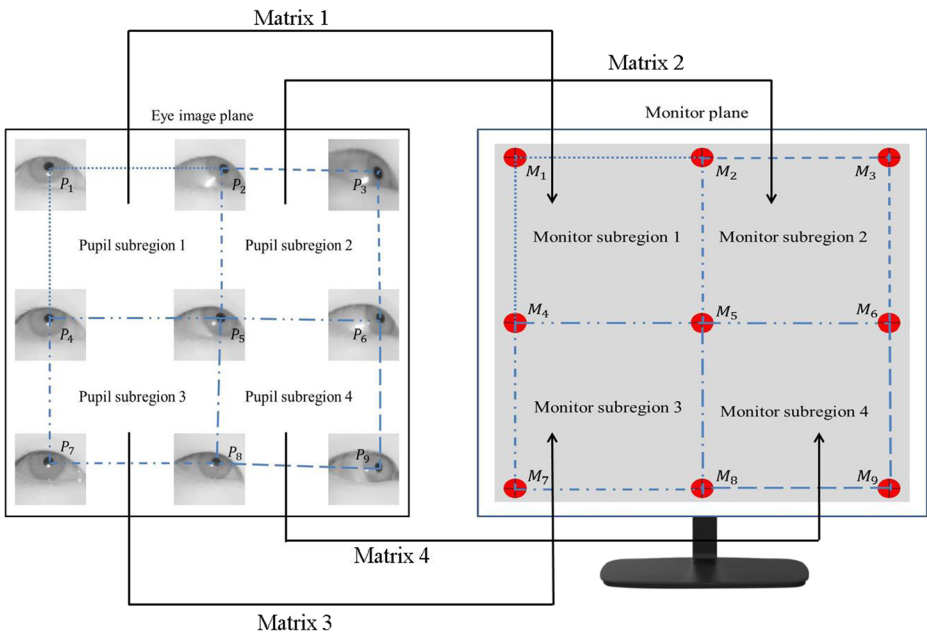 Matrix 1
Matrix 2
Eye image plane
Monitor plane
P1
P2
P3
M1
M2
M3
Pupil subregion 1
Pupil subregion 2
Monitor subregion 1
Monitor subregion 2
P4
P5
P6
M4
M5
M6
Pupil subregion 3
Pupil subregion 4
Monitor subregion 3
Monitor subregion 4
P7
P8
P9
M7
M8
M9
Matrix 4
Matrix 3